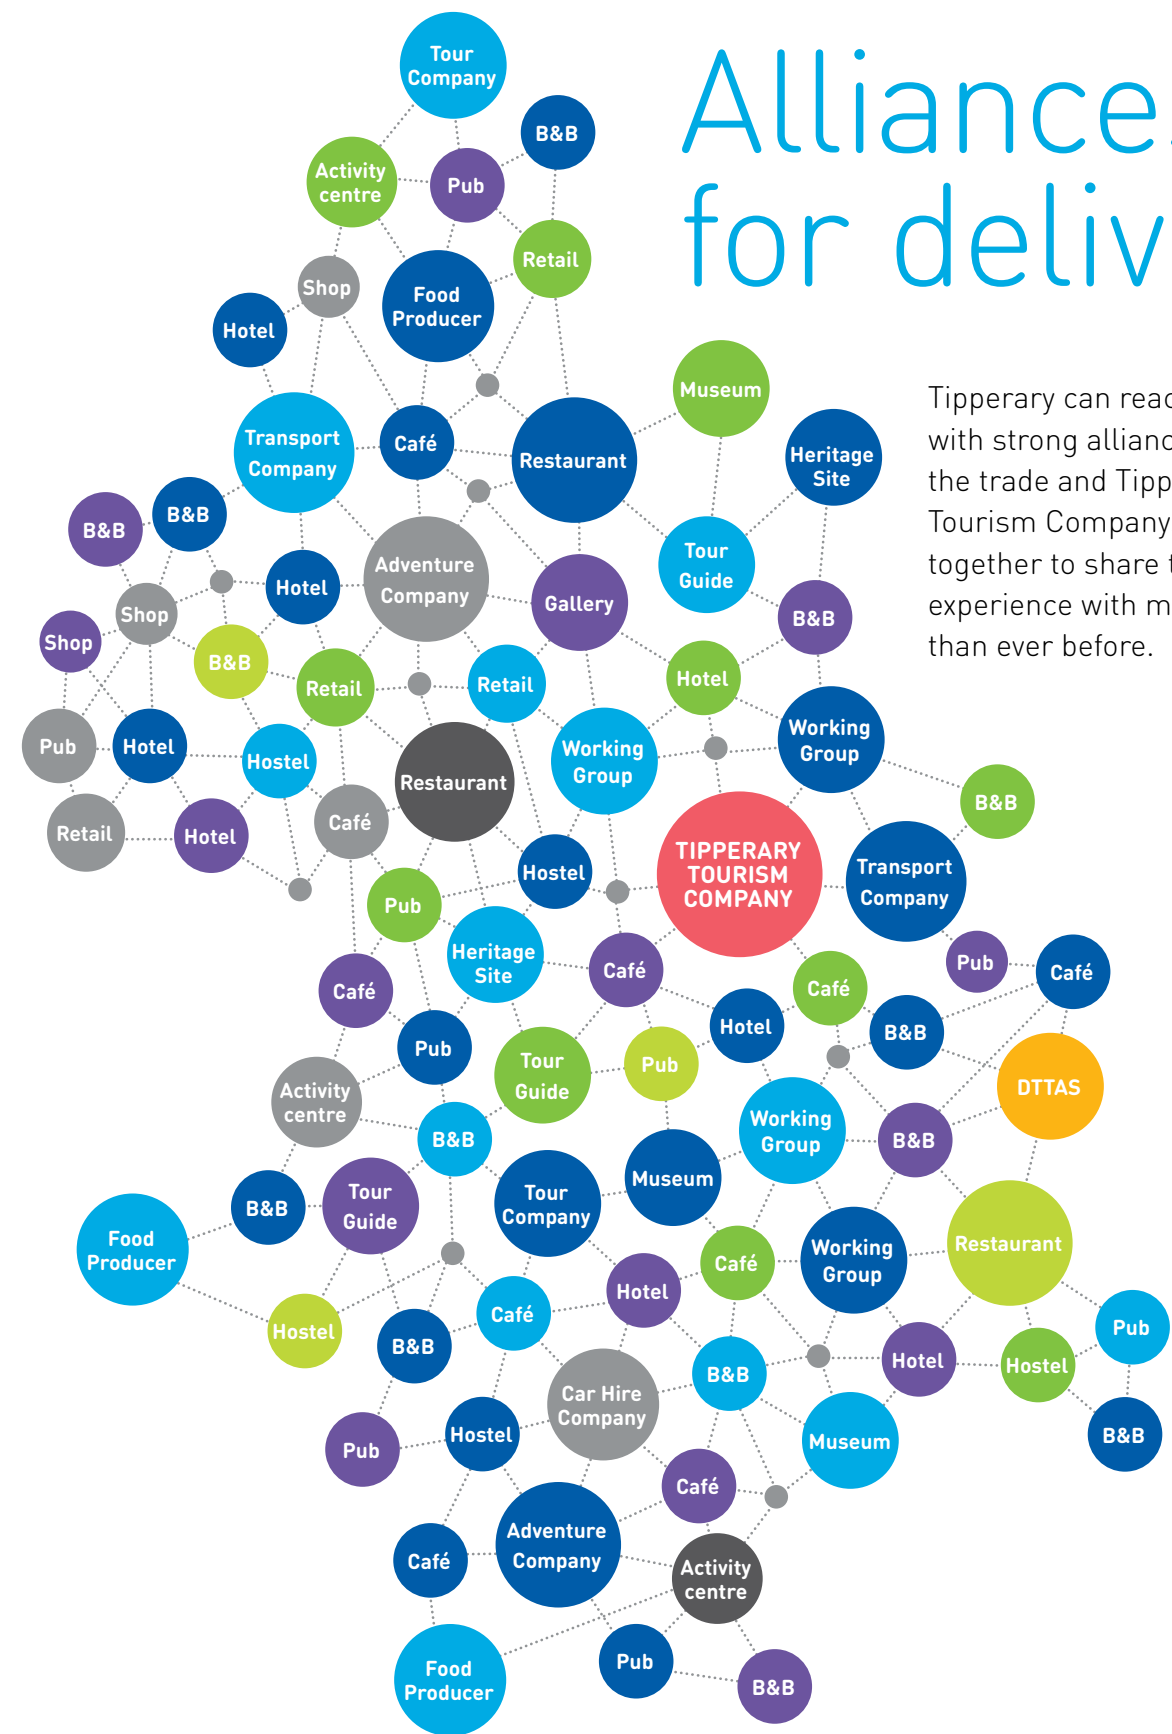 Alliances
for deliv
Tipperary can reac
with strong allianc
the trade and Tipp
Tourism Company
together to share t
experience with m
than ever before.
Tour
Company
B&B
Activity
centre
Pub
Retail
Shop
Food
Producer
Hotel
Museum
Transport
Company
Café
Restaurant
Heritage
Site
B&B
B&B
Adventure
Company
Tour
Guide
Hotel
Gallery
Shop
B&B
Shop
B&B
Retail
Retail
Hotel
Pub
Hotel
Hostel
Restaurant
Working
Group
Working
Group
B&B
Retail
Hotel
Café
Hostel
TIPPERARY
TOURISM
COMPANY
Transport
Company
Pub
Heritage
Site
Café
Pub
Café
Café
Café
Hotel
B&B
Pub
Tour
Guide
Pub
DTTAS
Activity
centre
B&B
Working
Group
B&B
Museum
B&B
Tour
Guide
Tour
Company
Food
Producer
Café
Working
Group
Restaurant
Hotel
Hostel
B&B
Café
Pub
B&B
Hotel
Hostel
Car Hire
Company
Pub
Hostel
Museum
B&B
Café
Café
Adventure
Company
Activity
centre
Food
Producer
Pub
B&B